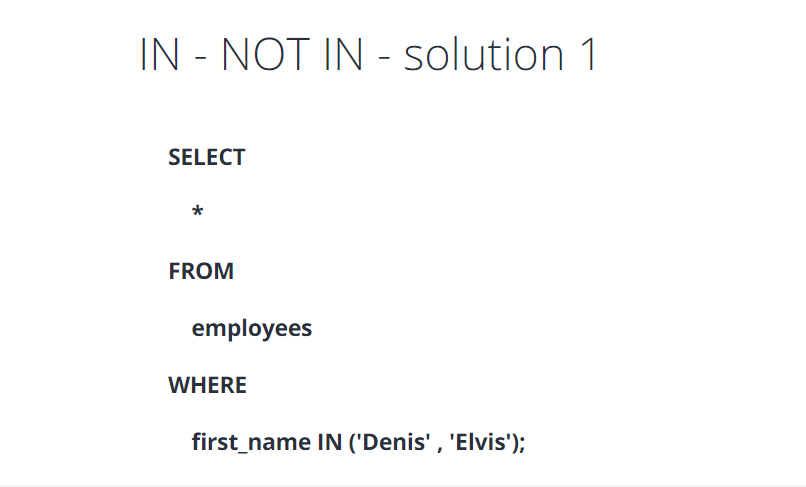 IN - NOT IN - solution 1
SELECT
*
FROM
employees
WHERE
first_name IN ('Denis' , 'Elvis');